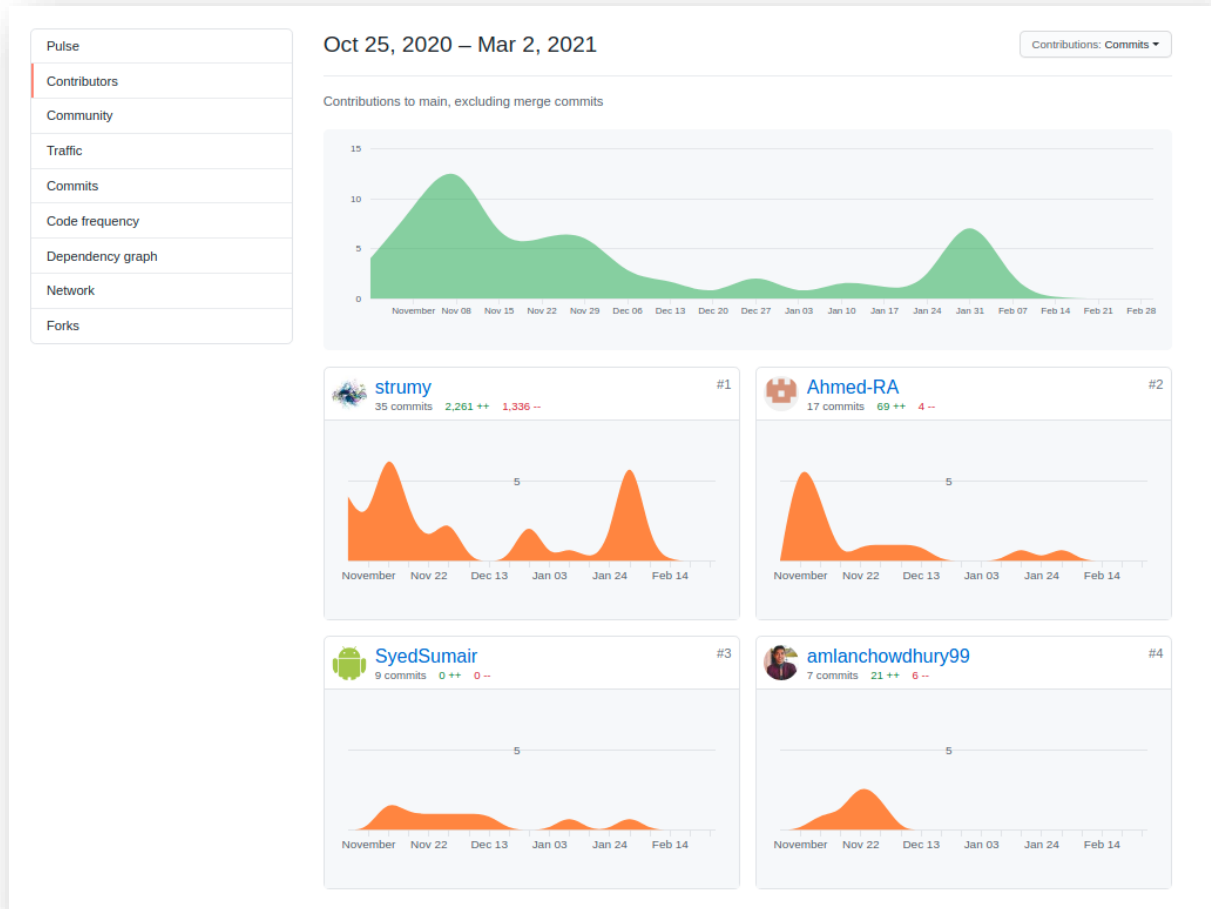 Pulse
Contributors
Community
Traffic
Commits
Code frequency
Dependency graph
Network
Forks
Oct 25, 2020 – Mar 2, 2021
Contributions: Commits
Contributions to main, excluding merge commits
15
10
5
0
November Nov 08 Nov 15 Nov 22 Nov 29 Dec 06 Dec 13 Dec 20 Dec 27 Jan 03 Jan 10 Jan 17 Jan 24 Jan 31 Feb 07 Feb 14 Feb 21 Feb 28
strumy #1
35 commits 2,261 ++ 1,336 --
5
November Nov 22 Dec 13 Jan 03 Jan 24 Feb 14
Ahmed-RA #2
17 commits 69 ++ 4 --
5
November Nov 22 Dec 13 Jan 03 Jan 24 Feb 14
SyedSumair #3
9 commits 0 ++ 0 --
5
November Nov 22 Dec 13 Jan 03 Jan 24 Feb 14
amlanchowdhury99 #4
7 commits 21 ++ 6 --
5
November Nov 22 Dec 13 Jan 03 Jan 24 Feb 14